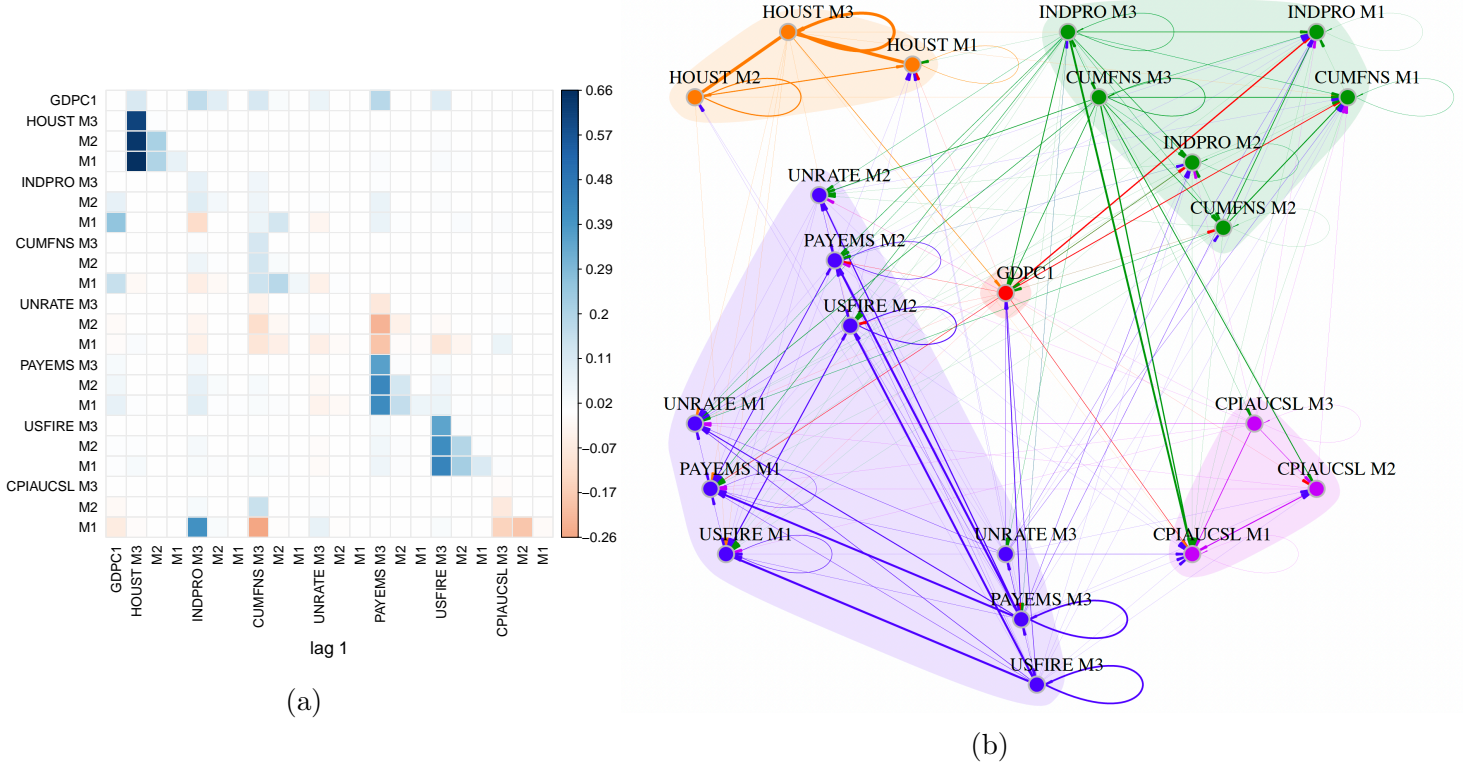 GDPC1
HOUST M3
M2
M1
INDPRO M3
M2
M1
CUMFNS M3
M2
M1
UNRATE M3
M2
M1
PAYEMS M3
M2
M1
USFIRE M3
M2
M1
CPIAUCSL M3
M2
M1
GDPC1
HOUST M3
M2
M1
INDPRO M3
M2
M1
CUMFNS M3
M2
M1
UNRATE M3
M2
M1
PAYEMS M3
M2
M1
USFIRE M3
M2
M1
CPIAUCSL M3
M2
M1
lag 1
0.66
0.57
0.48
0.39
0.29
0.2
0.11
0.02
−0.07
−0.17
−0.26
(a)
HOUST M3
HOUST M1
HOUST M2
INDPRO M3
INDPRO M1
CUMFNS M3
CUMFNS M1
INDPRO M2
CUMFNS M2
UNRATE M2
PAYEMS M2
USFIRE M2
GDPC1
UNRATE M1
PAYEMS M1
USFIRE M1
CPIAUCSL M3
CPIAUCSL M2
CPIAUCSL M1
UNRATE M3
PAYEMS M3
USFIRE M3
(b)